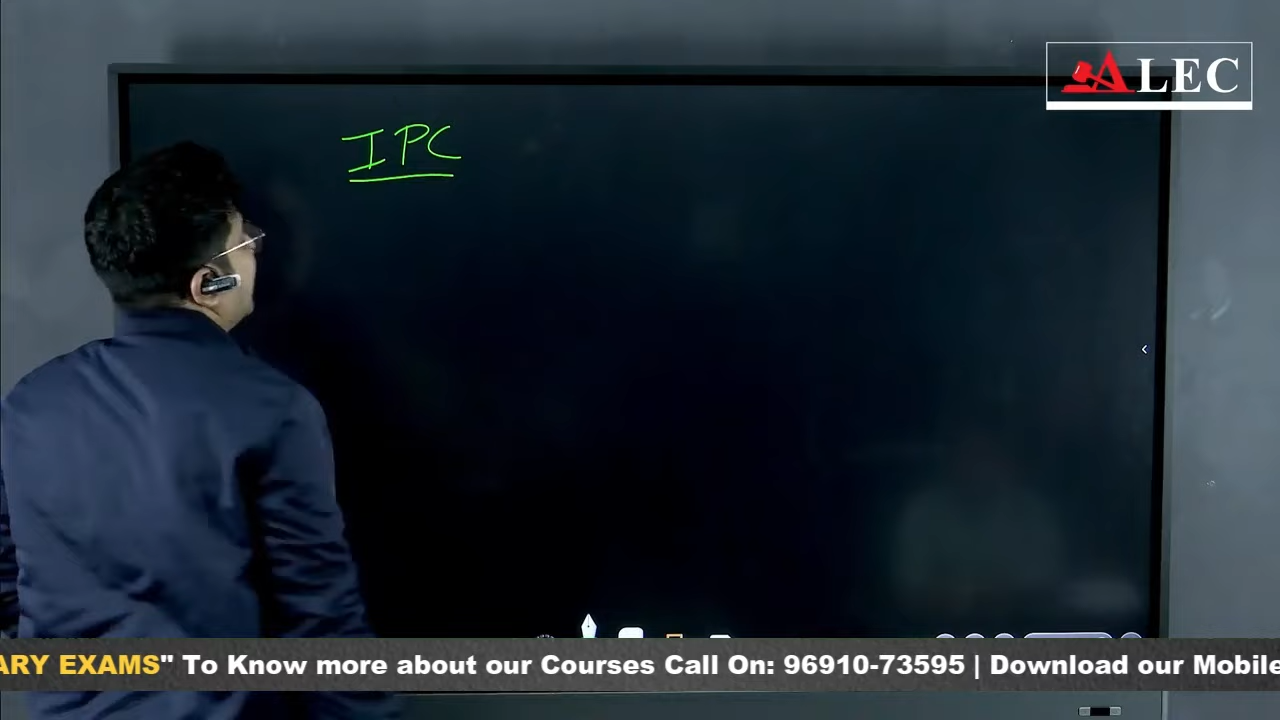 ALEC
IPC
ARY EXAMS" To Know more about our Courses Call On: 96910-73595 | Download our Mobile